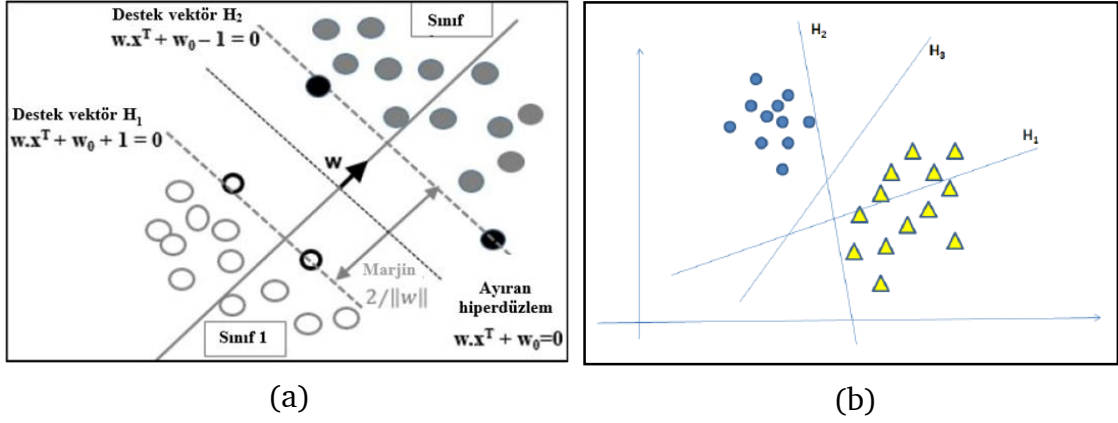 Destek vektör H₂
w.xᵀ + w₀ – 1 = 0
Sınıf
Destek vektör H₁
w.xᵀ + w₀ + 1 = 0
w
Marjin
2/‖w‖
Ayıran
hiperdüzlem
w.xᵀ + w₀=0
Sınıf 1
(a)
H₂
H₃
H₁
(b)